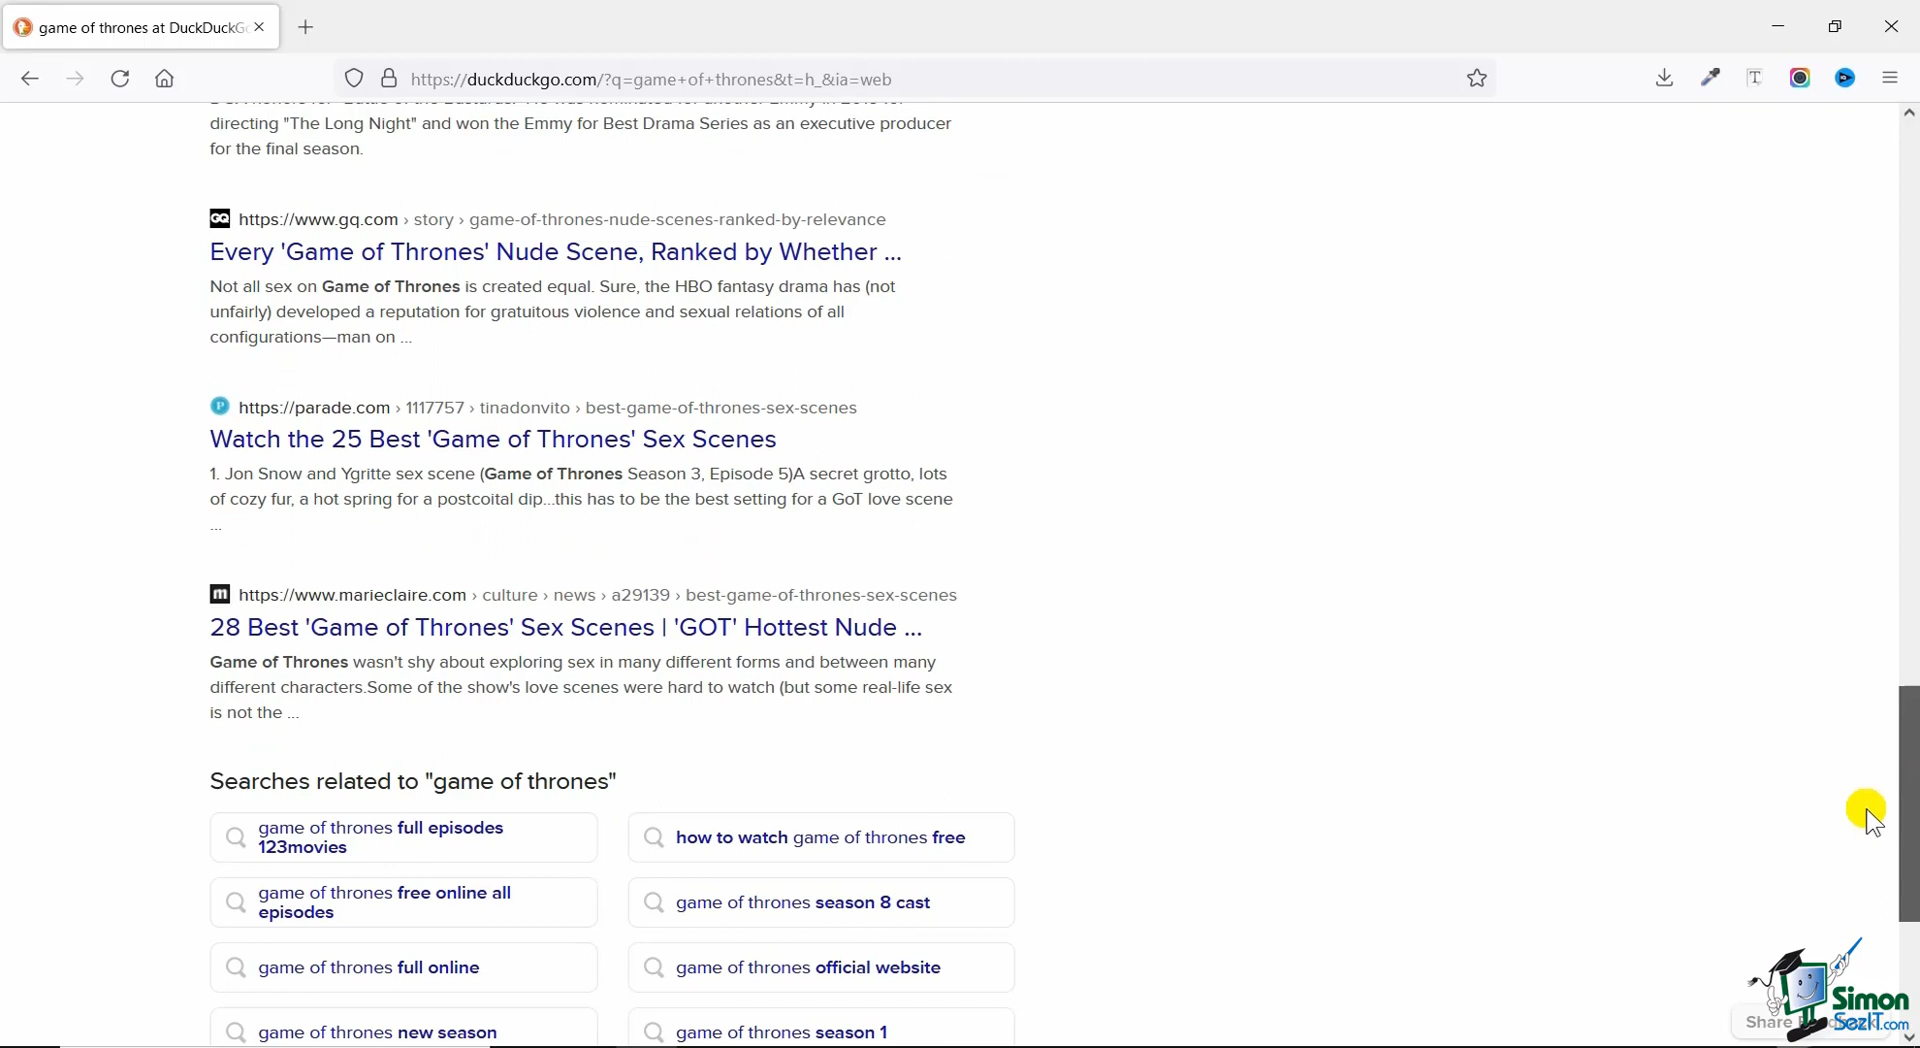 game of thrones at DuckDuckG
https://duckduckgo.com/?q=game+of+thrones&t=h_&ia=web
directing "The Long Night" and won the Emmy for Best Drama Series as an executive producer
for the final season.
GQ https://www.gq.com › story › game-of-thrones-nude-scenes-ranked-by-relevance
Every 'Game of Thrones' Nude Scene, Ranked by Whether ...
Not all sex on Game of Thrones is created equal. Sure, the HBO fantasy drama has (not
unfairly) developed a reputation for gratuitous violence and sexual relations of all
configurations—man on ...
P https://parade.com › 1117757 › tinadonvito › best-game-of-thrones-sex-scenes
Watch the 25 Best 'Game of Thrones' Sex Scenes
1. Jon Snow and Ygritte sex scene (Game of Thrones Season 3, Episode 5)A secret grotto, lots
of cozy fur, a hot spring for a postcoital dip...this has to be the best setting for a GoT love scene
...
m https://www.marieclaire.com › culture › news › a29139 › best-game-of-thrones-sex-scenes
28 Best 'Game of Thrones' Sex Scenes | 'GOT' Hottest Nude ...
Game of Thrones wasn't shy about exploring sex in many different forms and between many
different characters.Some of the show's love scenes were hard to watch (but some real-life sex
is not the ...
Searches related to "game of thrones"
game of thrones full episodes
123movies
how to watch game of thrones free
game of thrones free online all
episodes
game of thrones season 8 cast
game of thrones full online
game of thrones official website
game of thrones new season
game of thrones season 1
Share
Simon
SezIT.com